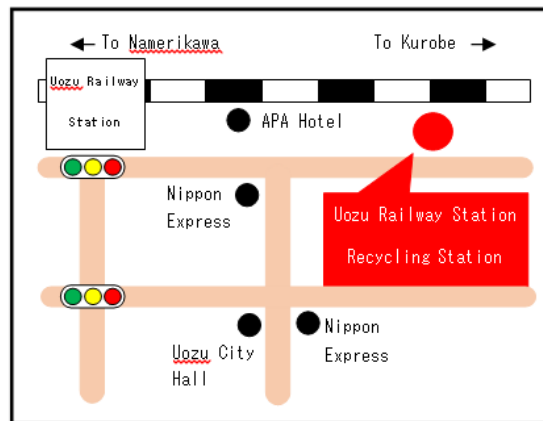 To Namerikawa
To Kurobe
Uozu Railway
Station
APA Hotel
Nippon
Express
Uozu Railway Station
Recycling Station
Uozu City
Hall
Nippon
Express